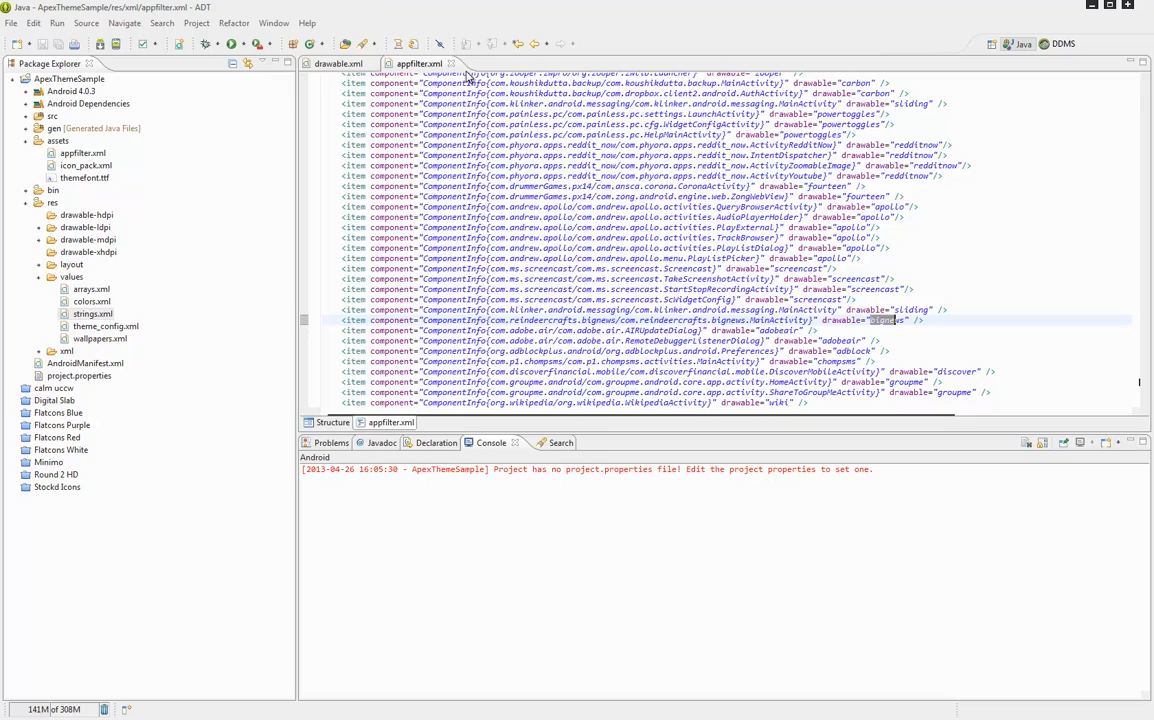 Java - ApexThemeSample/res/xml/appfilter.xml - ADT
File Edit Run Source Navigate Search Project Refactor Window Help
Java DDMS
Package Explorer
drawable.xml appfilter.xml
ApexThemeSample
Android 4.0.3
Android Dependencies
src
gen [Generated Java Files]
assets
appfilter.xml
icon_pack.xml
themefont.ttf
bin
res
drawable-hdpi
drawable-ldpi
drawable-mdpi
drawable-xhdpi
layout
values
arrays.xml
colors.xml
strings.xml
theme_config.xml
wallpapers.xml
xml
AndroidManifest.xml
project.properties
calm uccw
Digital Slab
Flatcons Blue
Flatcons Purple
Flatcons Red
Flatcons White
Minimo
Round 2 HD
Stockd Icons
<item component="ComponentInfo{com.koushikdutta.backup/com.koushikdutta.backup.MainActivity}" drawable="carbon" />
<item component="ComponentInfo{com.koushikdutta.backup/com.dropbox.client2.android.AuthActivity}" drawable="carbon" />
<item component="ComponentInfo{com.klinker.messaging/com.klinker.android.messaging.MainActivity" drawable="sliding" />
<item component="ComponentInfo{com.painless.pc/com.painless.pc.settings.LaunchActivity}" drawable="powertoggles"/>
<item component="ComponentInfo{com.painless.pc/com.painless.pc.cfg.WidgetConfigActivity}" drawable="powertoggles"/>
<item component="ComponentInfo{com.painless.pc/com.painless.pc.HelpMainActivity}" drawable="powertoggles"/>
<item component="ComponentInfo{com.phyora.apps.reddit_now/com.phyora.apps.reddit_now.ActivityRedditNow}" drawable="redditnow"/>
<item component="ComponentInfo{com.phyora.apps.reddit_now/com.phyora.apps.reddit_now.IntentDispatcher}" drawable="redditnow"/>
<item component="ComponentInfo{com.phyora.apps.reddit_now/com.phyora.apps.reddit_now.ActivityZoomableImage}" drawable="redditnow"/>
<item component="ComponentInfo{com.phyora.apps.reddit_now/com.phyora.apps.reddit_now.ActivityYoutube}" drawable="redditnow"/>
<item component="ComponentInfo{com.drummerGames.px14/com.ansca.corona.CoronaActivity}" drawable="fourteen" />
<item component="ComponentInfo{com.drummerGames.px14/com.zong.android.engine.web.ZongWebView}" drawable="fourteen" />
<item component="ComponentInfo{com.andrew.apollo/com.andrew.apollo.activities.QueryBrowserActivity}" drawable="apollo"/>
<item component="ComponentInfo{com.andrew.apollo/com.andrew.apollo.activities.AudioPlayerHolder}" drawable="apollo"/>
<item component="ComponentInfo{com.andrew.apollo/com.andrew.apollo.activities.PlayExternal}" drawable="apollo"/>
<item component="ComponentInfo{com.andrew.apollo/com.andrew.apollo.activities.TrackBrowser}" drawable="apollo"/>
<item component="ComponentInfo{com.andrew.apollo/com.andrew.apollo.activities.PlayListDialog}" drawable="apollo"/>
<item component="ComponentInfo{com.andrew.apollo/com.andrew.apollo.menu.PlayListPicker}" drawable="apollo"/>
<item component="ComponentInfo{com.ms.screencast/com.ms.screencast.Screencast}" drawable="screencast"/>
<item component="ComponentInfo{com.ms.screencast/com.ms.screencast.TakeScreenshotActivity}" drawable="screencast"/>
<item component="ComponentInfo{com.ms.screencast/com.ms.screencast.StartStopRecordingActivity}" drawable="screencast"/>
<item component="ComponentInfo{com.ms.screencast/com.ms.screencast.ScWidgetConfig}" drawable="screencast"/>
<item component="ComponentInfo{com.klinker.messaging/com.klinker.android.messaging.MainActivity" drawable="sliding" />
<item component="ComponentInfo{com.reindeercrafts.bignews/com.reindeercrafts.bignews.MainActivity}" drawable="bignews" />
<item component="ComponentInfo{com.adobe.air/com.adobe.air.AIRUpdateDialog}" drawable="adobeair" />
<item component="ComponentInfo{com.adobe.air/com.adobe.air.RemoteDebuggerListenerDialog}" drawable="adobeair" />
<item component="ComponentInfo{org.adblockplus.android/org.adblockplus.android.Preferences}" drawable="adblock" />
<item component="ComponentInfo{com.p1.chompsms/com.p1.chompsms.activities.MainActivity}" drawable="chompsms" />
<item component="ComponentInfo{com.discoverfinancial.mobile/com.discoverfinancial.mobile.DiscoverMobileActivity}" drawable="discover" />
<item component="ComponentInfo{com.groupme.android/com.groupme.android.core.app.activity.HomeActivity}" drawable="groupme" />
<item component="ComponentInfo{com.groupme.android/com.groupme.android.core.app.activity.ShareToGroupMeActivity}" drawable="groupme" />
<item component="ComponentInfo{org.wikipedia/org.wikipedia.WikipediaActivity}" drawable="wiki" />
Structure appfilter.xml
Problems Javadoc Declaration Console Search
Android
[2013-04-26 16:05:30 - ApexThemeSample] Project has no project.properties file! Edit the project properties to set one.
141M of 308M